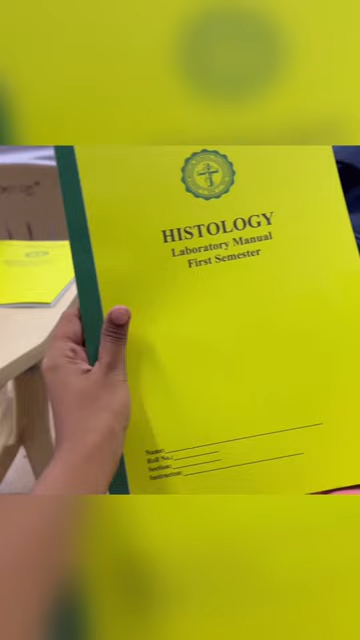 HISTOLOGY
Laboratory Manual
First Semester
Name:
Roll No.:
Section:
Instructor: